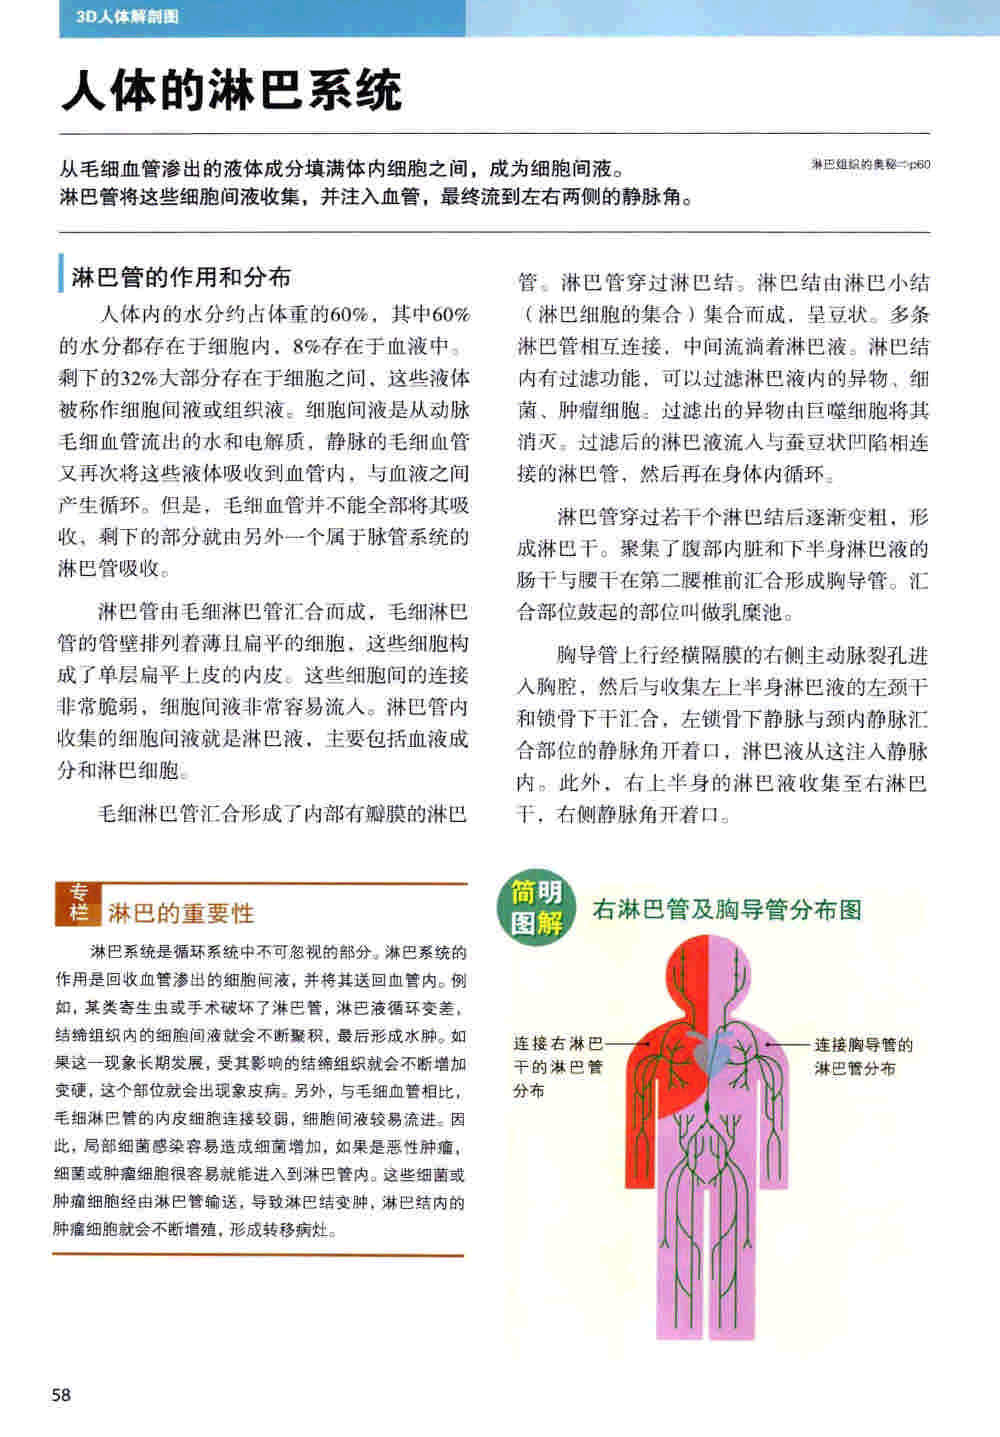 3D人体解剖图
人体的淋巴系统
从毛细血管渗出的液体成分填满体内细胞之间，成为细胞间液。
淋巴管将这些细胞间液收集，并注入血管，最终流到左右两侧的静脉角。
淋巴组织的奥秘⇨p60
淋巴管的作用和分布
人体内的水分约占体重的60%，其中60%
的水分都存在于细胞内，8%存在于血液中。
剩下的32%大部分存在于细胞之间，这些液体
被称作细胞间液或组织液。细胞间液是从动脉
毛细血管流出的水和电解质，静脉的毛细血管
又再次将这些液体吸收到血管内，与血液之间
产生循环。但是，毛细血管并不能全部将其吸
收，剩下的部分就由另外一个属于脉管系统的
淋巴管吸收。
淋巴管由毛细淋巴管汇合而成，毛细淋巴
管的管壁排列着薄且扁平的细胞，这些细胞构
成了单层扁平上皮的内皮。这些细胞间的连接
非常脆弱，细胞间液非常容易流入。淋巴管内
收集的细胞间液就是淋巴液，主要包括血液成
分和淋巴细胞。
毛细淋巴管汇合形成了内部有瓣膜的淋巴
管。淋巴管穿过淋巴结。淋巴结由淋巴小结
（淋巴细胞的集合）集合而成，呈豆状。多条
淋巴管相互连接，中间流淌着淋巴液。淋巴结
内有过滤功能，可以过滤淋巴液内的异物、细
菌、肿瘤细胞。过滤出的异物由巨噬细胞将其
消灭。过滤后的淋巴液流入与蚕豆状凹陷相连
接的淋巴管，然后再在身体内循环。
淋巴管穿过若干个淋巴结后逐渐变粗，形
成淋巴干。聚集了腹部内脏和下半身淋巴液的
肠干与腰干在第二腰椎前汇合形成胸导管。汇
合部位鼓起的部位叫做乳糜池。
胸导管上行经横隔膜的右侧主动脉裂孔进
入胸腔，然后与收集左上半身淋巴液的左颈干
和锁骨下干汇合，左锁骨下静脉与颈内静脉汇
合部位的静脉角开着口，淋巴液从这注入静脉
内。此外，右上半身的淋巴液收集至右淋巴
干，右侧静脉角开着口。
专栏
淋巴的重要性
淋巴系统是循环系统中不可忽视的部分。淋巴系统的
作用是回收血管渗出的细胞间液，并将其送回血管内。例
如，某类寄生虫或手术破坏了淋巴管，淋巴液循环变差，
结缔组织内的细胞间液就会不断聚积，最后形成水肿。如
果这一现象长期发展，受其影响的结缔组织就会不断增加
变硬，这个部位就会出现象皮病。另外，与毛细血管相比，
毛细淋巴管的内皮细胞连接较弱，细胞间液较易流进。因
此，局部细菌感染容易造成细菌增加，如果是恶性肿瘤，
细菌或肿瘤细胞很容易就能进入到淋巴管内。这些细菌或
肿瘤细胞经由淋巴管输送，导致淋巴结变肿，淋巴结内的
肿瘤细胞就会不断增殖，形成转移病灶。
简明
图解
右淋巴管及胸导管分布图
连接右淋巴
干的淋巴管
分布
连接胸导管的
淋巴管分布
58